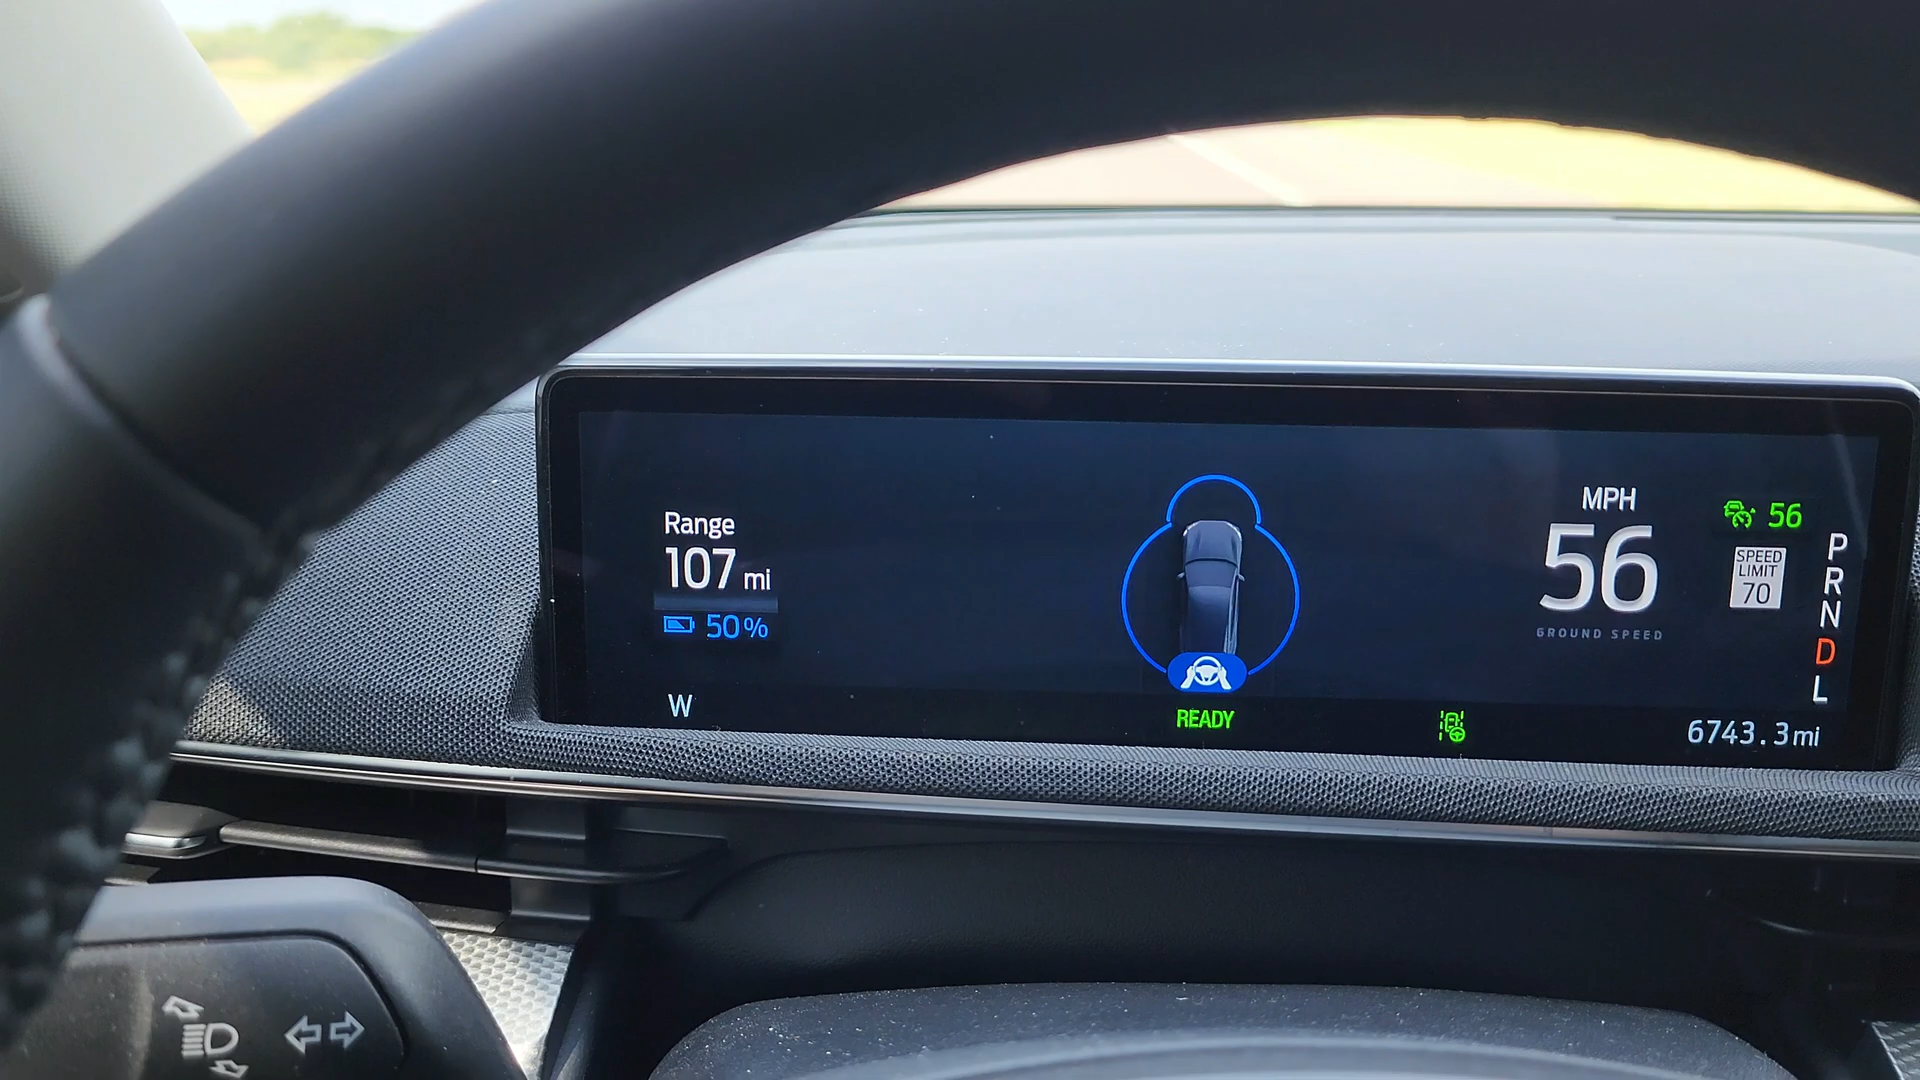 Range
107 mi
50%
W
READY
MPH
56
GROUND SPEED
56
SPEED
LIMIT
70
P
R
N
D
L
6743.3mi